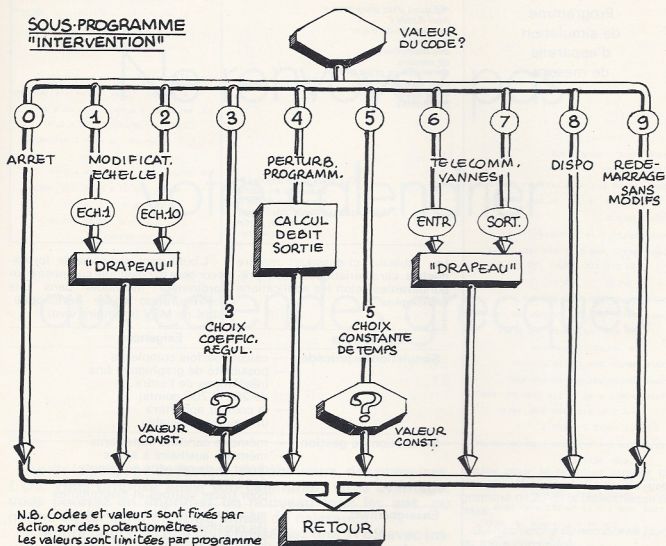 SOUS-PROGRAMME
"INTERVENTION"
VALEUR
DU CODE?
0 1 2 3 4 5 6 7 8 9
ARRET
MODIFICAT.
ECHELLE
PERTURB.
PROGRAMM.
TELECOMM.
VANNES
DISPO
REDE-
MARRAGE
SANS
MODIFS
ECH:1
ECH:10
CALCUL
DEBIT
SORTIE
ENTR
SORT.
"DRAPEAU"
"DRAPEAU"
3
CHOIX
COEFFIC.
REGUL.
5
CHOIX
CONSTANTE
DE TEMPS
?
?
VALEUR
CONST.
VALEUR
CONST.
N.B. Codes et valeurs sont fixés par
action sur des potentiomètres.
Les valeurs sont limitées par programme
RETOUR